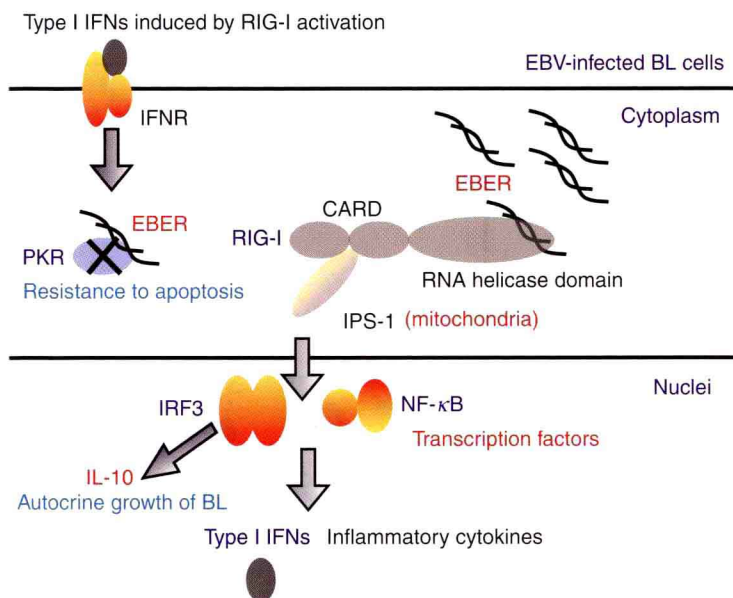 Type I IFNs induced by RIG-I activation
EBV-infected BL cells
IFNR
Cytoplasm
EBER
CARD
EBER
RIG-I
PKR
RNA helicase domain
Resistance to apoptosis
IPS-1 (mitochondria)
Nuclei
IRF3
NF-κB
Transcription factors
IL-10
Autocrine growth of BL
Type I IFNs Inflammatory cytokines